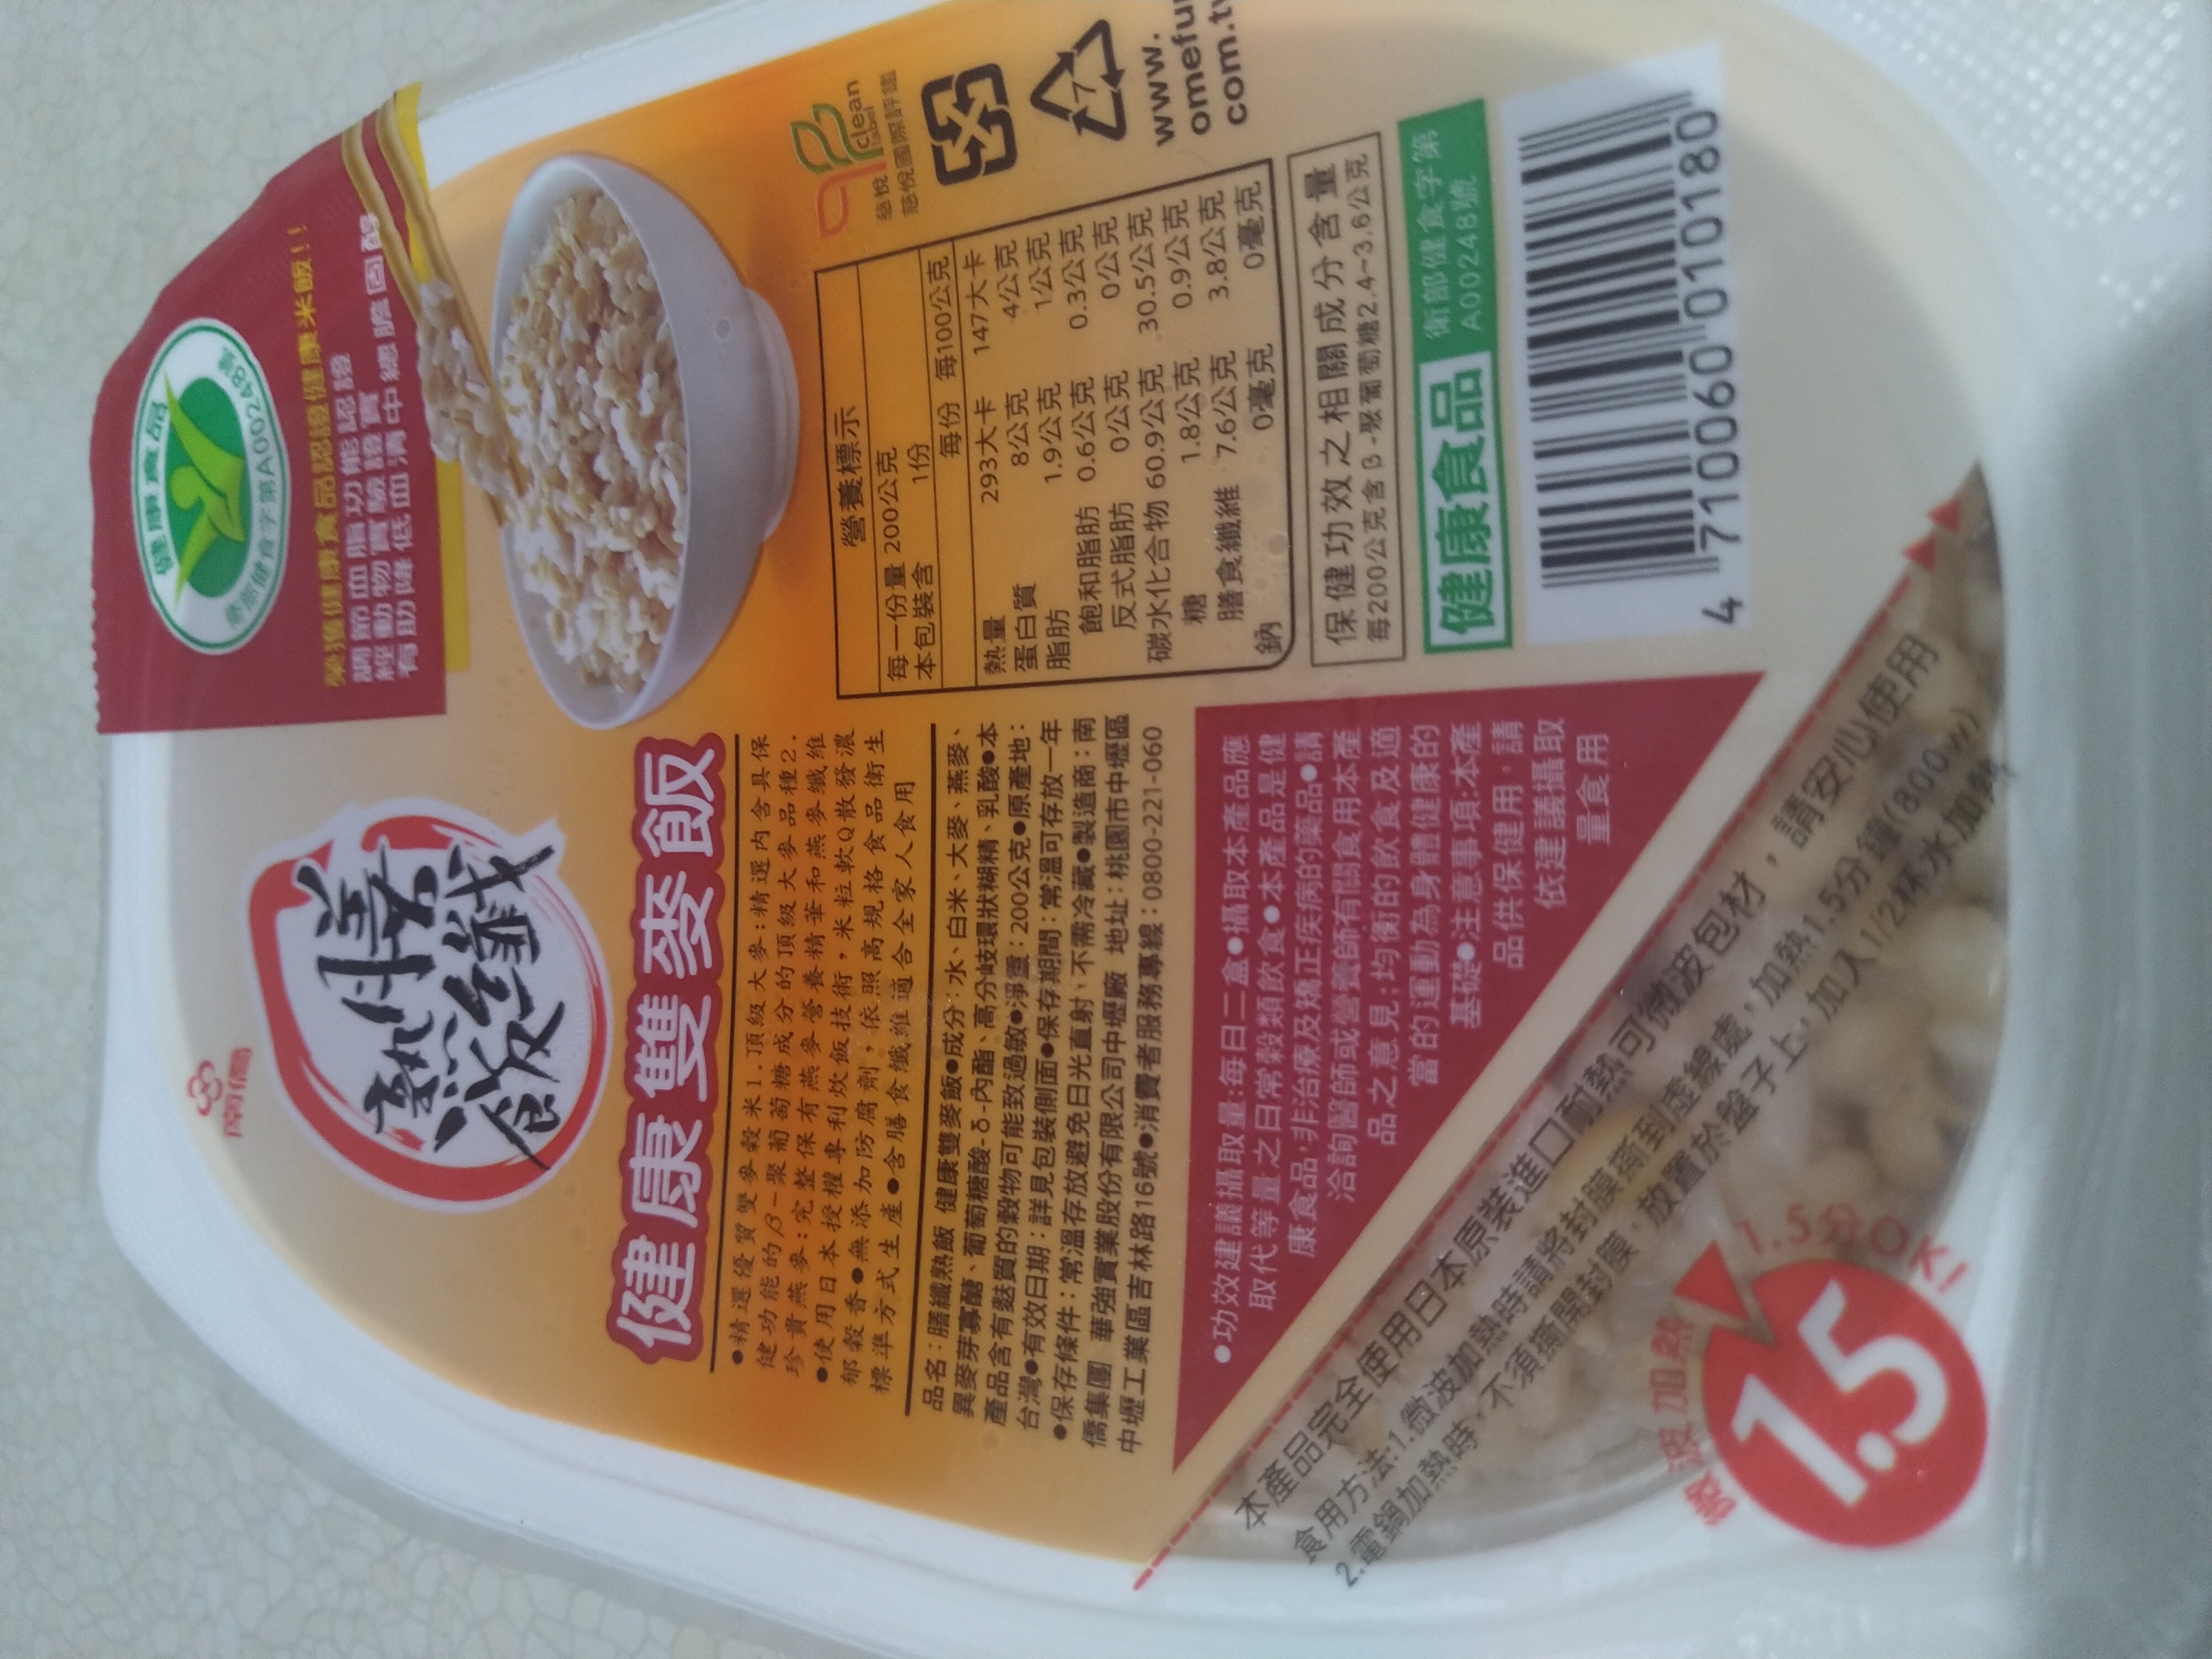 南僑
膳纖熟飯
健康食品
衛部健食字第A00248號
榮獲健康食品認證健康米飯!!
調節血脂功能認證
經動物實驗證實
有助降低血清中總膽固醇
健康雙麥飯
●精選優質雙麥穀米1.頂級大麥:精選內含具保
健功能的β-聚葡萄糖成分的頂級大麥品種2.
珍貴燕麥:完整保有燕麥營養精華和燕麥纖維
●使用日本授權專利炊飯技術,米粒軟Q散發濃
郁穀香●無添加防腐劑,依照高規格食品衛生
標準方式生產●含膳食纖維適合全家人食用
品名:膳纖熟飯 健康雙麥飯●成分:水、白米、大麥、燕麥、
異麥芽寡醣、葡萄糖酸-δ-內酯、高分岐環狀糊精、乳酸●本
產品含有麩質的穀物可能致過敏●淨重:200公克●原產地:
台灣●有效日期:詳見包裝側面●保存期間:常溫可存放一年
●保存條件:常溫存放避免日光直射、不需冷藏●製造商:南
僑集團 華強實業股份有限公司中壢廠 地址:桃園市中壢區
中壢工業區吉林路16號●消費者服務專線:0800-221-060
營養標示
每一份量 200公克
本包裝含 1份
每份 每100公克
熱量 293大卡 147大卡
蛋白質 8公克 4公克
脂肪 1.9公克 1公克
飽和脂肪 0.6公克 0.3公克
反式脂肪 0公克 0公克
碳水化合物 60.9公克 30.5公克
糖 1.8公克 0.9公克
膳食纖維 7.6公克 3.8公克
鈉 0毫克 0毫克
慈悅
clean
label
慈悅國際評鑑
7
www.
omefu
com.tw
保健功效之相關成分含量
每200公克含β-聚葡萄糖2.4~3.6公克
健康食品
衛部健食字第
A00248號
4 710060 010180
●功效建議攝取量:每日二盒●攝取本產品應
取代等量之日常穀類飲食●本產品是健
康食品,非治療及矯正疾病的藥品●請
洽詢醫師或營養師有關食用本產
品之意見;均衡的飲食及適
當的運動為身體健康的
基礎●注意事項:本產
品供保健用,請
依建議攝取
量食用
本產品完全使用日本原裝進口耐熱可微波包材,請安心使用
食用方法:1.微波加熱時請將封膜撕到虛線處,加熱1.5分鐘(800w)
2.電鍋加熱時,不須撕開封膜,放置於盤子上,加入1/2杯水加熱
微波加熱
1.5分OK!
1.5